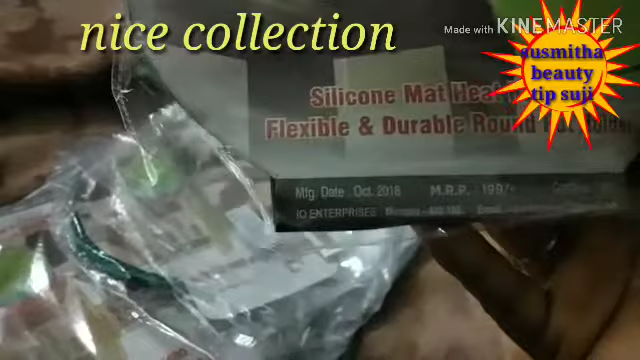 nice collection
Made with KINEMASTER
susmitha
beauty
tip suji
Silicone Mat Hea
Flexible & Durable Round
Mfg. Date Oct. 2018 M.R.P. 199/-
IO ENTERPRISES